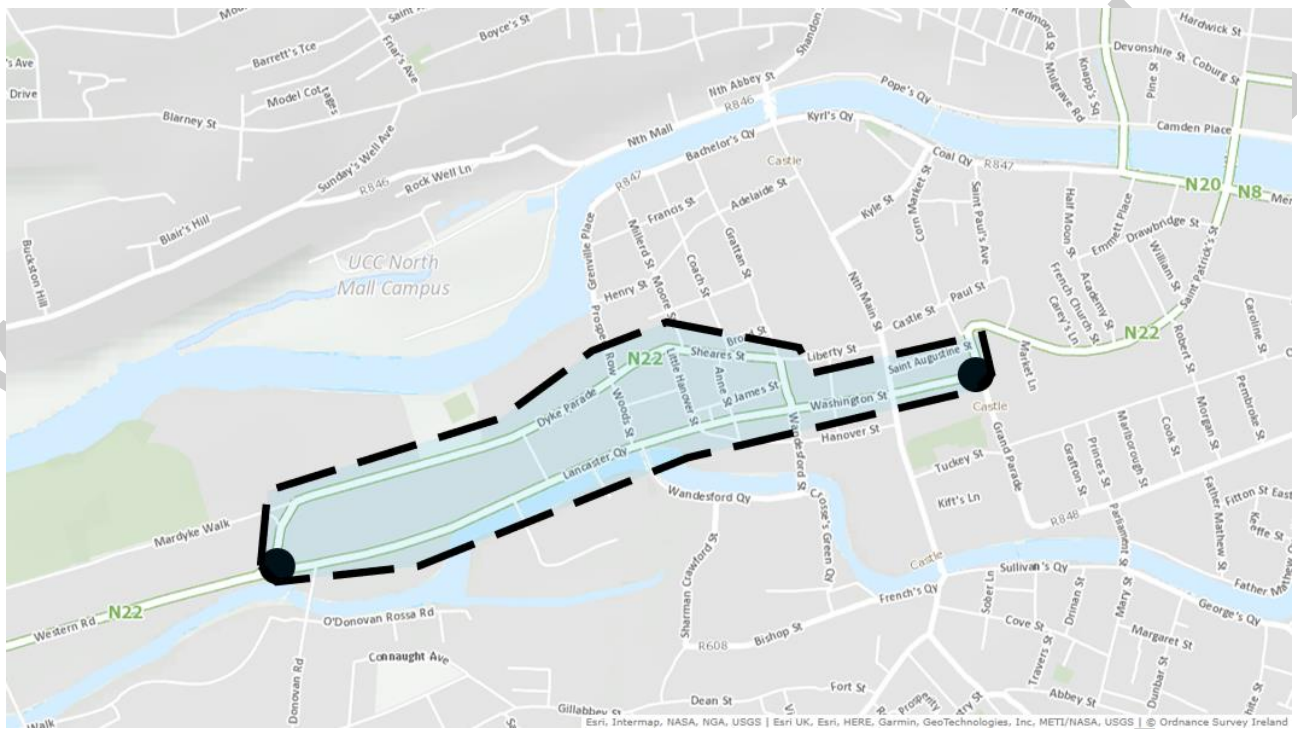 Boyce's St
Shandon
Redmond St
Hardwick St
Barrett's Tce
Friar's Ave
Mulgrave Rd
Knapp's Sq
Devonshire St
Coburg St
Pine St
's Ave
Drive
Model Cottages
Nth Abbey St
R846
Pope's Qy
Blarney St
Nth Mall
Bachelor's Qy
Kyrl's Qy
Camden Place
Sunday's Well Ave
R846
Rock Well Ln
R847
Castle
Coal Qy
R847
N20
N8
Adelaide St
Francis St
Kyle St
Corn Market St
Saint Paul's Ave
Half Moon St
Emmett Place
Drawbridge St
Blair's Hill
Buckston Hill
Grenville Place
Millerd St
Grattan St
Coach St
Moore St
Henry St
William St
Saint Patrick's St
UCC North
Mall Campus
Nth Main St
Castle St
Paul St
French Church St
Academy St
Carey's Ln
Caroline St
Prospe
Row
N22
Sheares St
Liberty St
Saint Augustine St
N22
Robert St
Market Ln
Little Hanover St
Anne St
James St
Dyke Parade
Woods St
Washington St
Castle
Pembroke St
Morgan St
Hanover St
Wandesford St
Grand Parade
Lancaster Qy
Tuckey St
Grafton St
Princes St
Marlborough St
Cook St
Wandesford Qy
Kift's Ln
Crosse's Green Qy
R848
Parliament St
Father Mathew St
Fitton St East
Mardyke Walk
Sharman Crawford St
Castle
Sullivan's Qy
N22
Western Rd
O'Donovan Rossa Rd
French's Qy
Sober Ln
Drinan St
Mary St
George's Qy
Donovan Rd
Connaught Ave
R608
Bishop St
Cove St
Travers St
Margaret St
Dunbar St
Walk
Gillabbey St
Dean St
Fort St
Abbey St
Esri, Intermap, NASA, NGA, USGS | Esri UK, Esri, HERE, Garmin, GeoTechnologies, Inc, METI/NASA, USGS | © Ordnance Survey Ireland